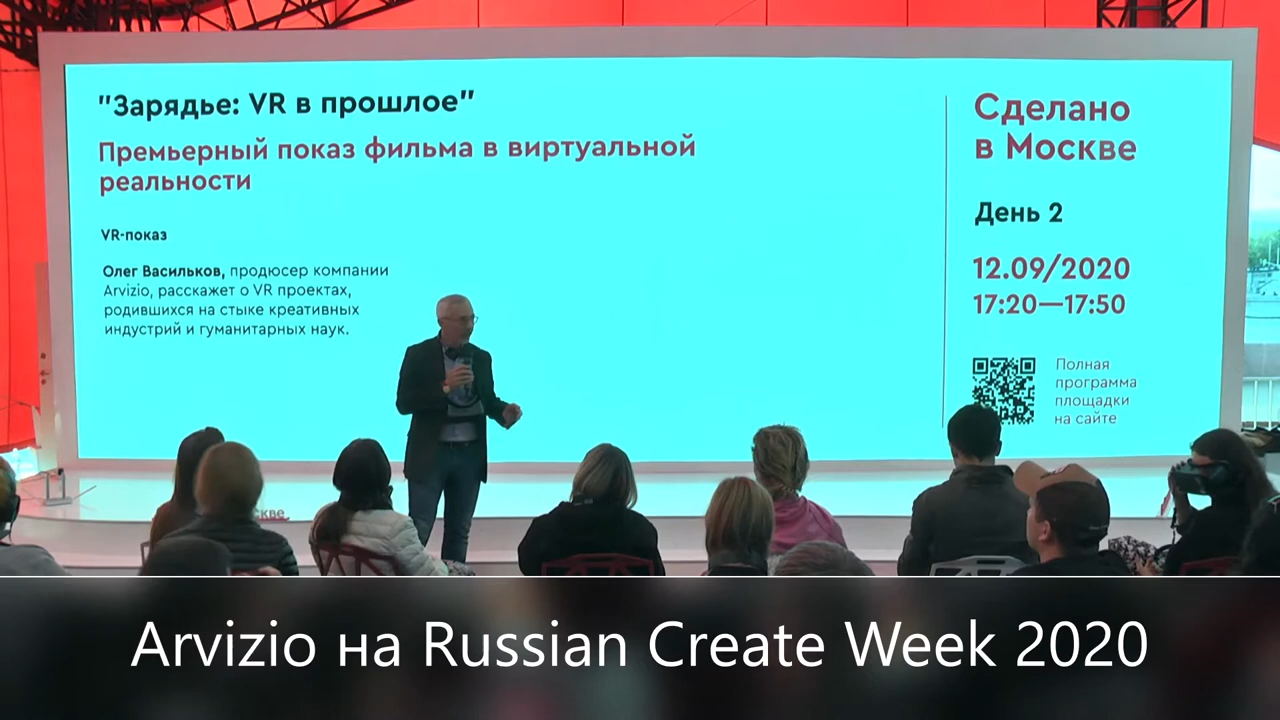 "Зарядье: VR в прошлое"
Премьерный показ фильма в виртуальной
реальности
VR-показ
Олег Васильков, продюсер компании
Arvizio, расскажет о VR проектах,
родившихся на стыке креативных
индустрий и гуманитарных наук.
Сделано
в Москве
День 2
12.09/2020
17:20—17:50
Полная
программа
площадки
на сайте
скве
Arvizio на Russian Create Week 2020